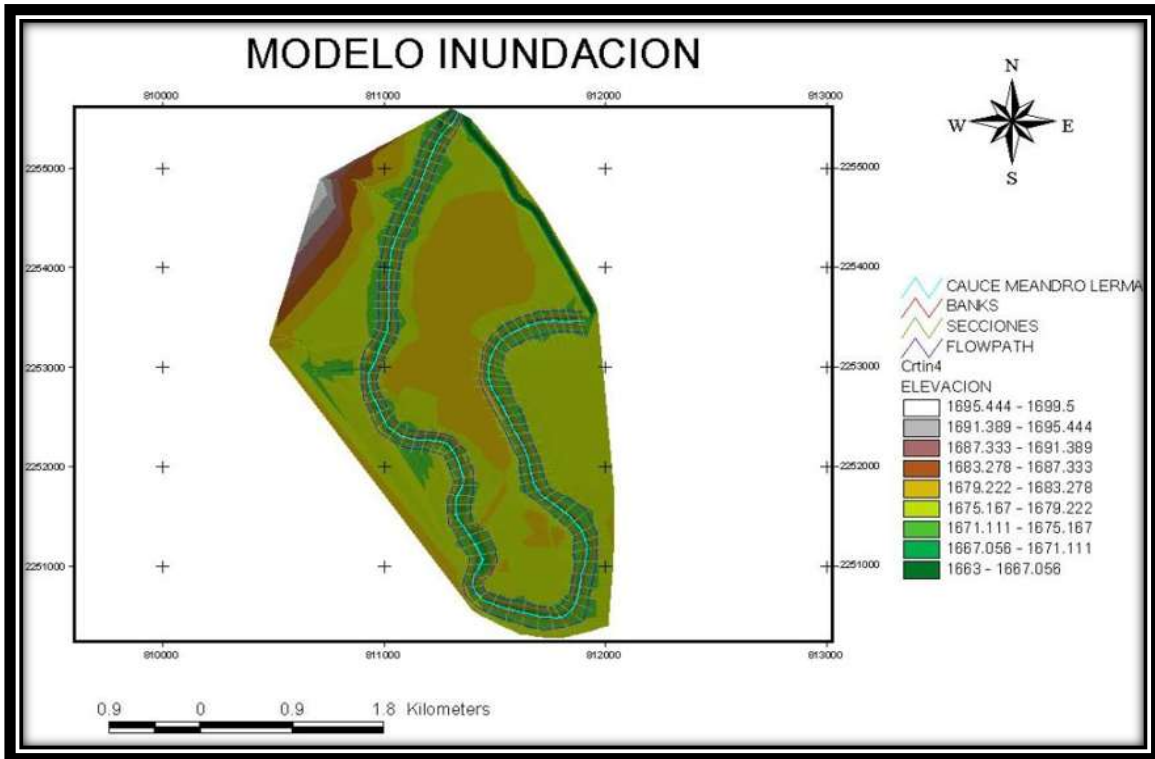 MODELO INUNDACION
810000 811000 812000 813000
N
W E
S
2255000 2255000
2254000 2254000
2253000 2253000
2252000 2252000
2251000 2251000
810000 811000 812000 813000
CAUCE MEANDRO LERMA
BANKS
SECCIONES
FLOWPATH
Crtin4
ELEVACION
1695.444 - 1699.5
1691.389 - 1695.444
1687.333 - 1691.389
1683.278 - 1687.333
1679.222 - 1683.278
1675.167 - 1679.222
1671.111 - 1675.167
1667.056 - 1671.111
1663 - 1667.056
0.9 0 0.9 1.8 Kilometers